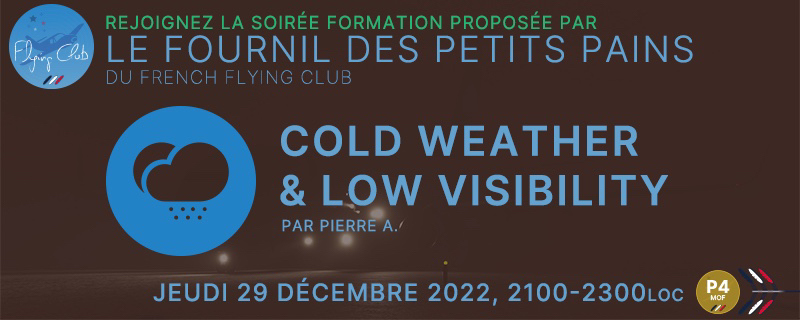 REJOIGNEZ LA SOIRÉE FORMATION PROPOSÉE PAR
LE FOURNIL DES PETITS PAINS
DU FRENCH FLYING CLUB
Flying Club
COLD WEATHER
& LOW VISIBILITY
PAR PIERRE A.
JEUDI 29 DÉCEMBRE 2022, 2100-2300LOC
P4
MOF